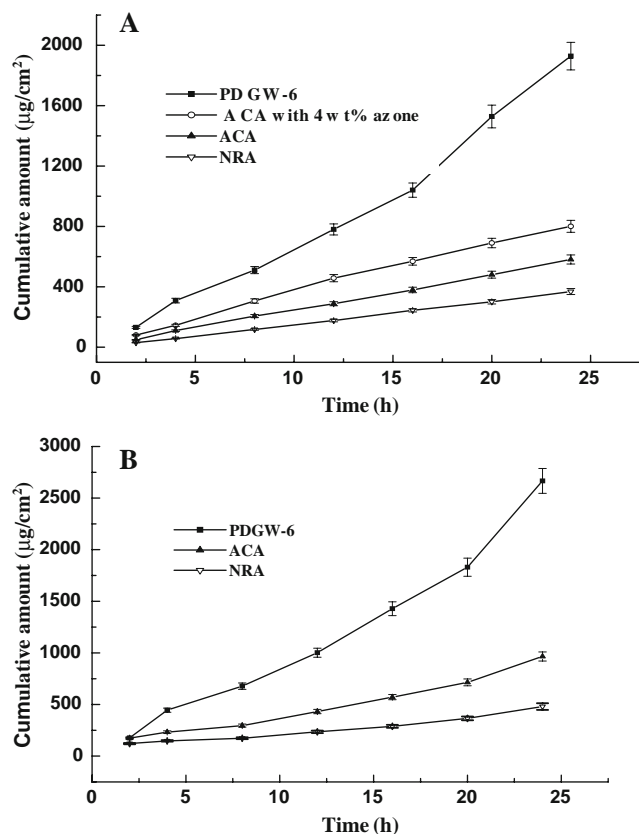 A
2000
1600
1200
800
400
0
Cumulative amount (μg/cm²)
PD GW-6
A CA with 4 w t% az one
ACA
NRA
0 5 10 15 20 25
Time (h)
B
3000
2500
2000
1500
1000
500
0
Cumulative amount (μg/cm²)
PDGW-6
ACA
NRA
0 5 10 15 20 25
Time (h)